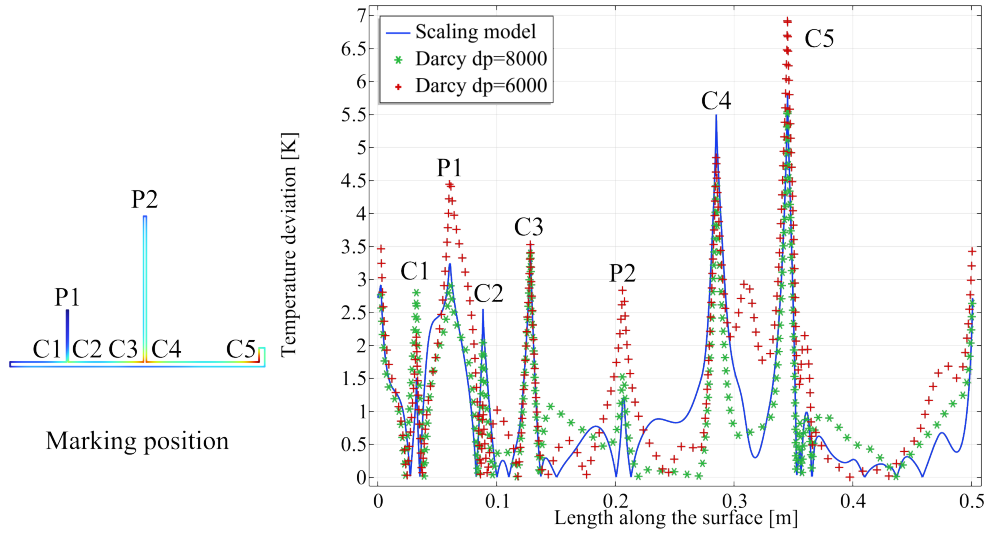 P2
P1
C1 C2 C3 C4 C5
Marking position
Temperature deviation [K]
7
6.5
6
5.5
5
4.5
4
3.5
3
2.5
2
1.5
1
0.5
0
Scaling model
Darcy dp=8000
Darcy dp=6000
C1
P1
C2
C3
P2
C4
C5
0 0.1 0.2 0.3 0.4 0.5
Length along the surface [m]